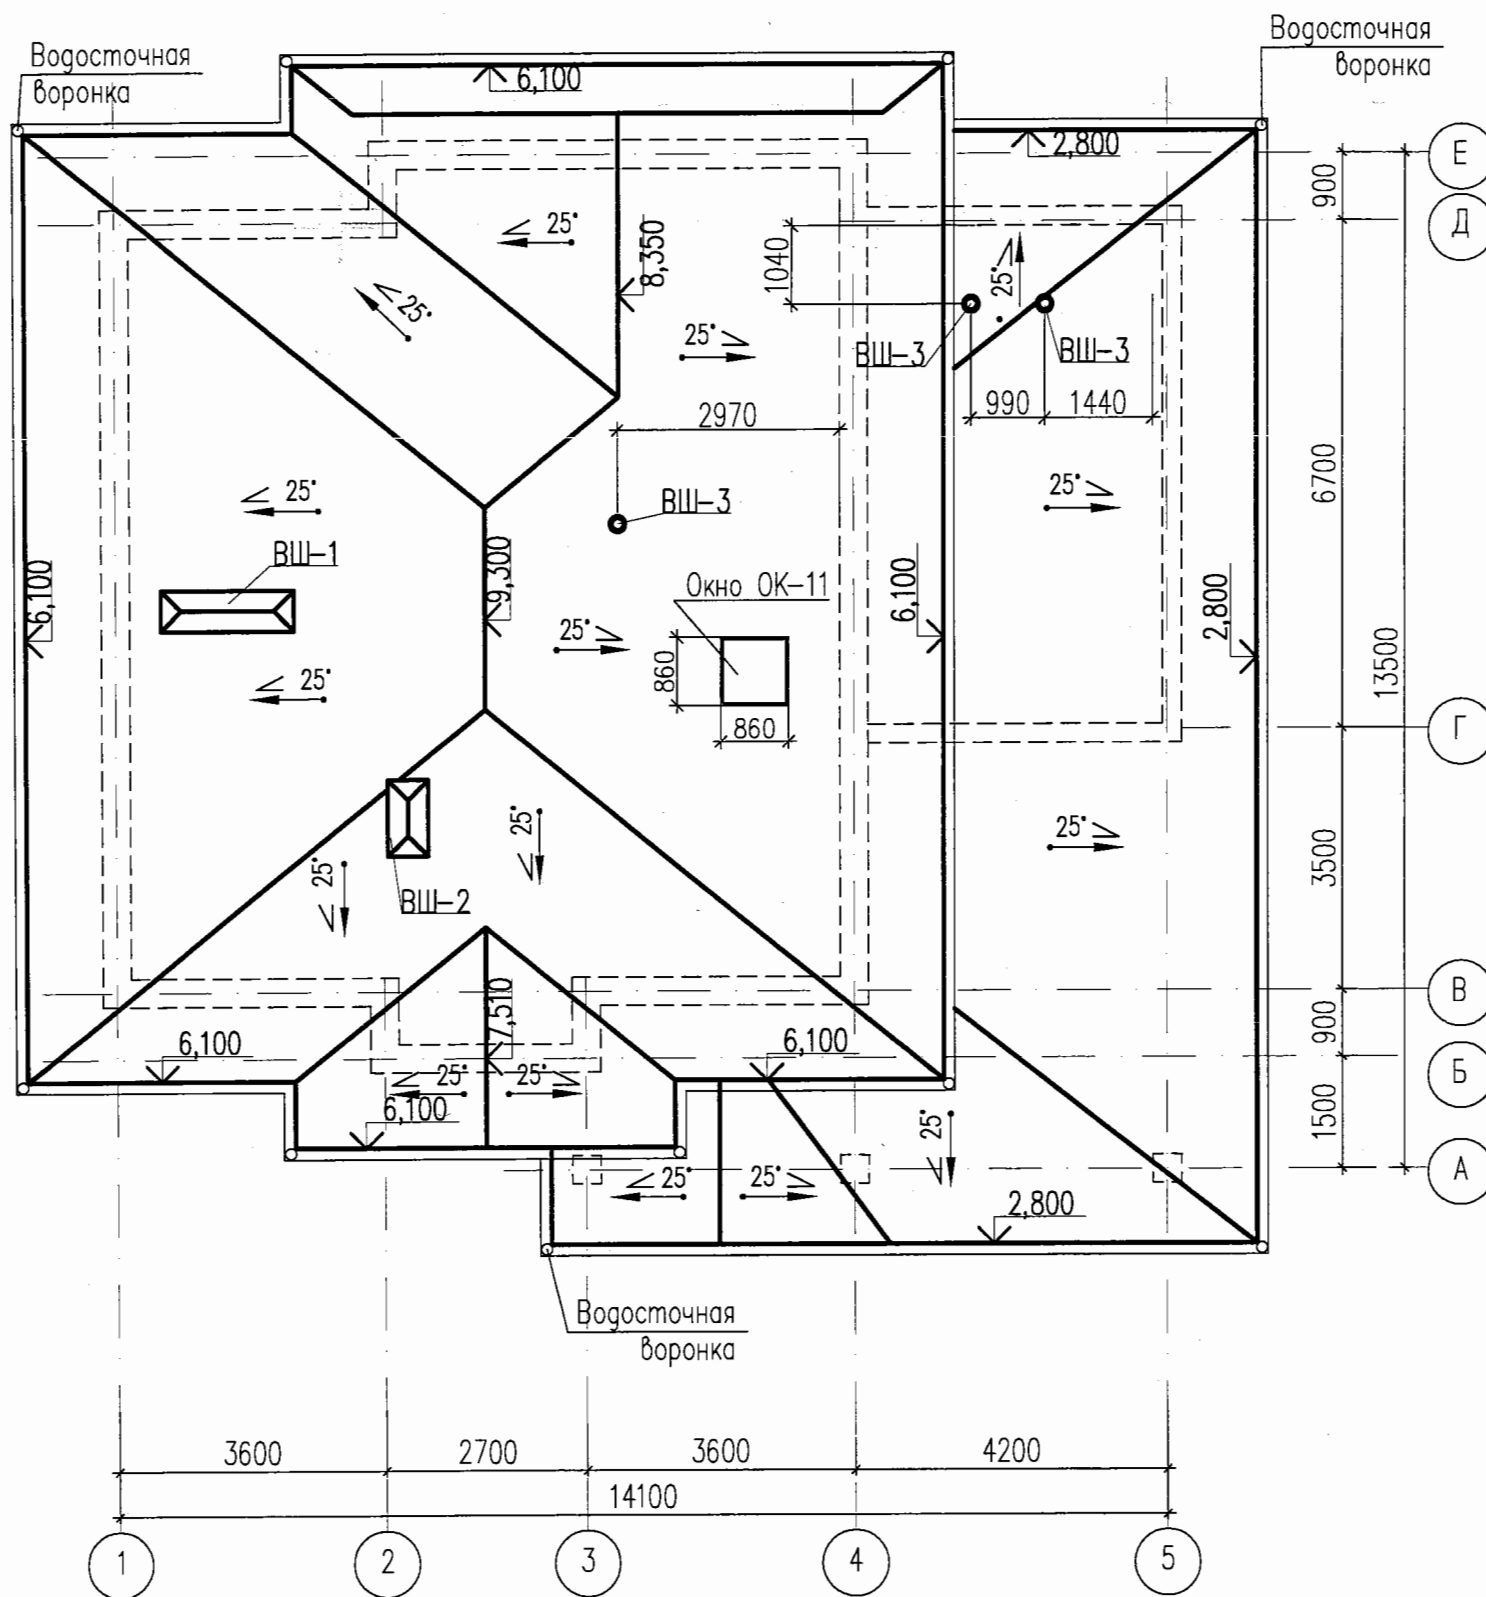 Водосточная
воронка
Водосточная
воронка
6,100
2,800
Е
900
Д
25°
8,350
1040
25°
25°
25°
ВШ-3
ВШ-3
990
1440
2970
6700
25°
ВШ-3
25°
ВШ-1
9,300
6,100
Окно ОК-11
6,100
2,800
25°
860
13500
25°
860
Г
25°
25°
25°
3500
ВШ-2
7,510
В
6,100
6,100
900
25°
25°
Б
6,100
25°
1500
25°
25°
А
2,800
Водосточная
воронка
3600
2700
3600
4200
14100
1
2
3
4
5